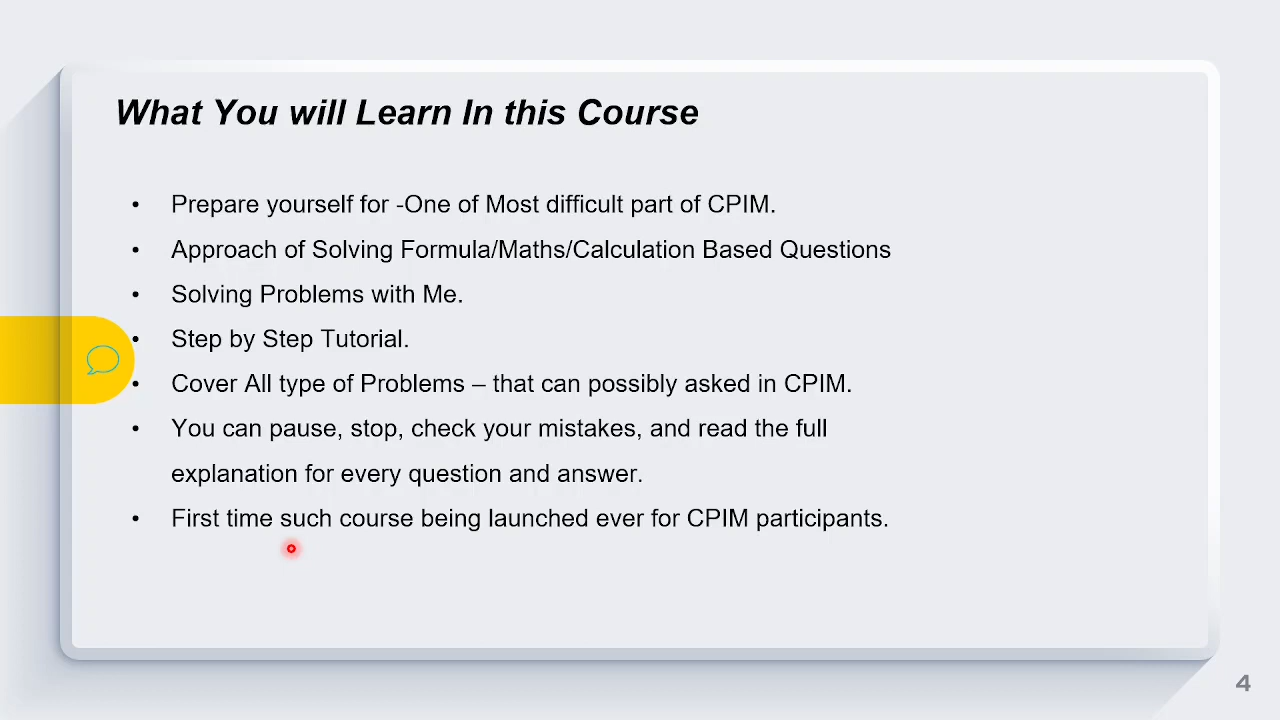 What You will Learn In this Course
• Prepare yourself for -One of Most difficult part of CPIM.
• Approach of Solving Formula/Maths/Calculation Based Questions
• Solving Problems with Me.
• Step by Step Tutorial.
• Cover All type of Problems – that can possibly asked in CPIM.
• You can pause, stop, check your mistakes, and read the full
explanation for every question and answer.
• First time such course being launched ever for CPIM participants.
4